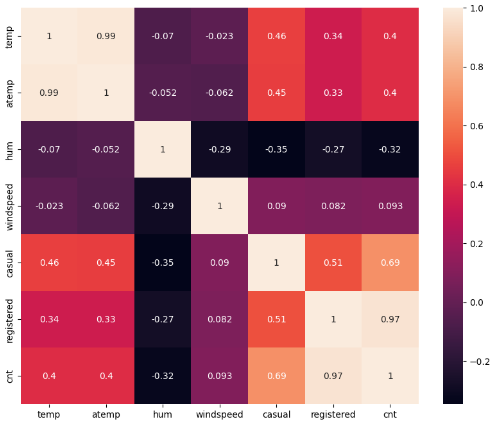 temp 1 0.99 -0.07 -0.023 0.46 0.34 0.4
atemp 0.99 1 -0.052 -0.062 0.45 0.33 0.4
hum -0.07 -0.052 1 -0.29 -0.35 -0.27 -0.32
windspeed -0.023 -0.062 -0.29 1 0.09 0.082 0.093
casual 0.46 0.45 -0.35 0.09 1 0.51 0.69
registered 0.34 0.33 -0.27 0.082 0.51 1 0.97
cnt 0.4 0.4 -0.32 0.093 0.69 0.97 1
temp atemp hum windspeed casual registered cnt
1.0
0.8
0.6
0.4
0.2
0.0
−0.2